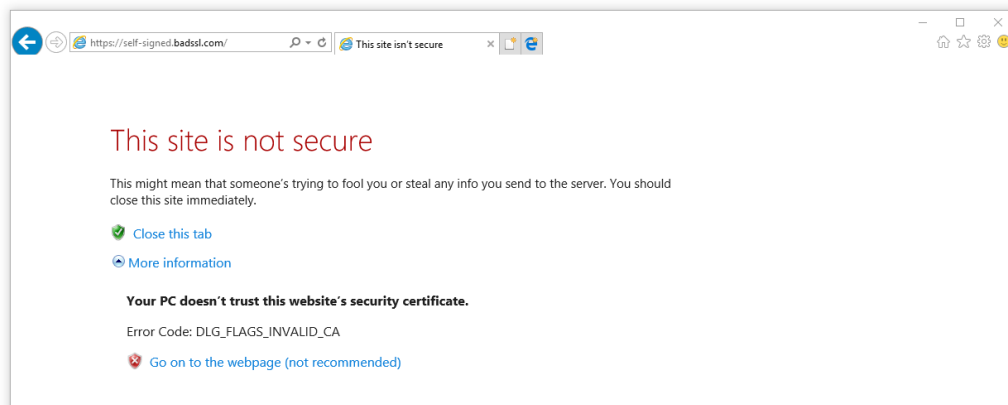 https://self-signed.badssl.com/
This site isn't secure
This site is not secure
This might mean that someone's trying to fool you or steal any info you send to the server. You should
close this site immediately.
Close this tab
More information
Your PC doesn't trust this website's security certificate.
Error Code: DLG_FLAGS_INVALID_CA
Go on to the webpage (not recommended)